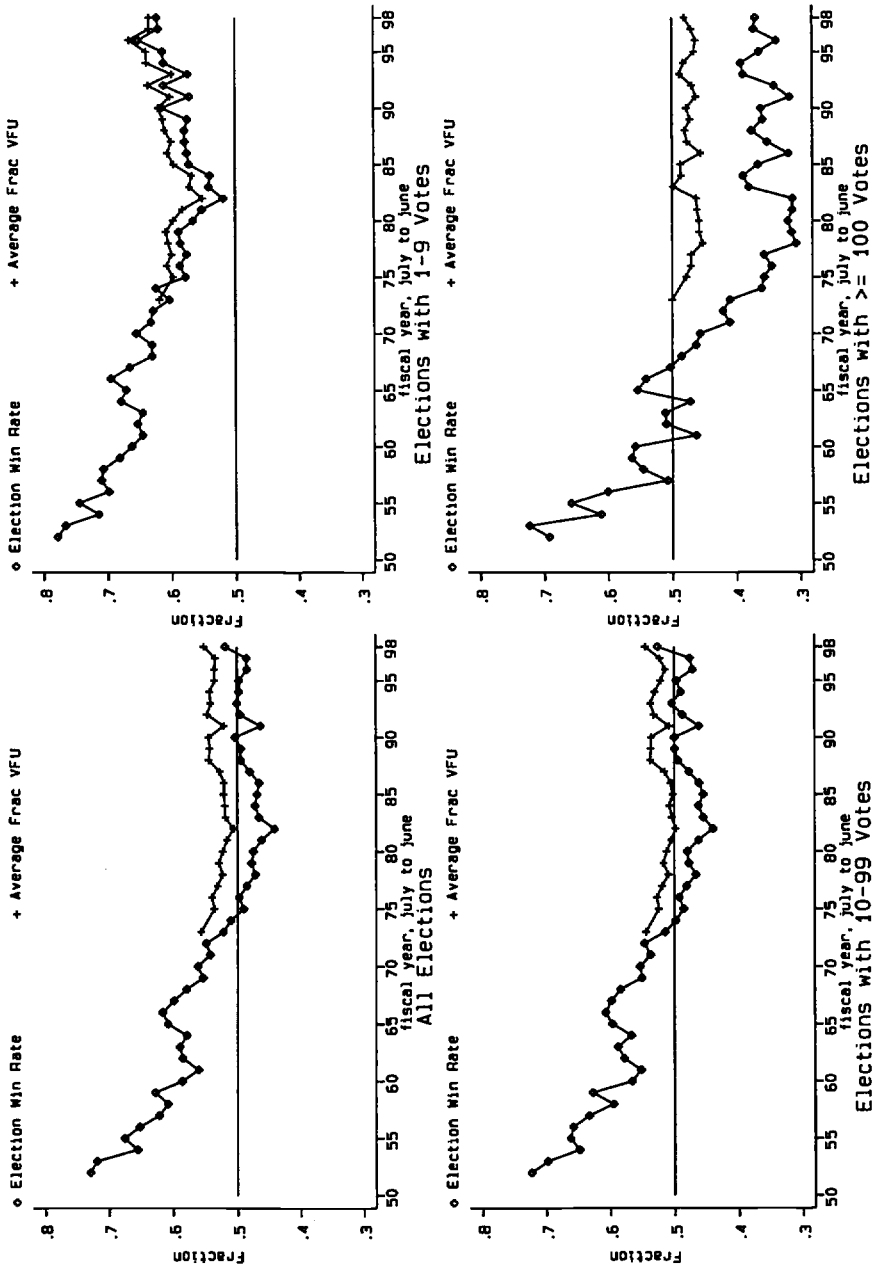 o Election Win Rate + Average Frac VFU
Fraction
.8
.7
.6
.5
.4
.3
50 55 60 65 70 75 80 85 90 95 98
fiscal year, july to june
All Elections
o Election Win Rate + Average Frac VFU
Fraction
.8
.7
.6
.5
.4
.3
50 55 60 65 70 75 80 85 90 95 98
fiscal year, july to june
Elections with 1-9 Votes
o Election Win Rate + Average Frac VFU
Fraction
.8
.7
.6
.5
.4
.3
50 55 60 65 70 75 80 85 90 95 98
fiscal year, july to june
Elections with 10-99 Votes
o Election Win Rate + Average Frac VFU
Fraction
.8
.7
.6
.5
.4
.3
50 55 60 65 70 75 80 85 90 95 98
fiscal year, july to june
Elections with >= 100 Votes